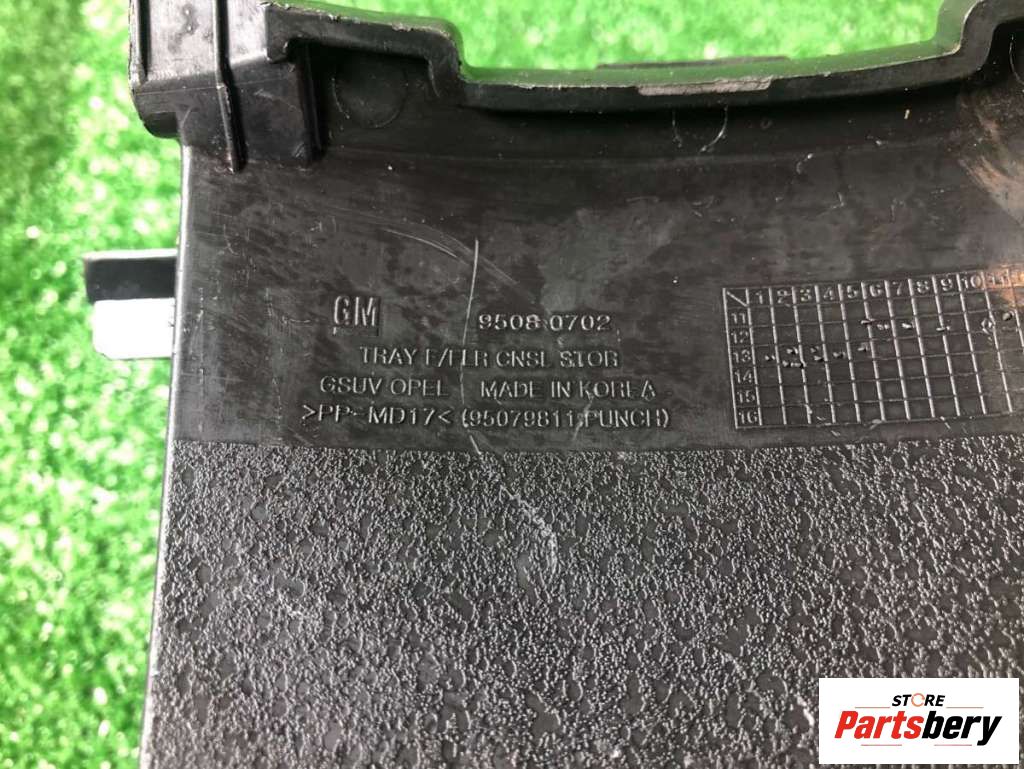 GM 9508 0702
TRAY F/FLR CNSL STOR
GSUV OPEL MADE IN KOREA
>PP-MD17< (95079811-PUNCH)
1 2 3 4 5 6 7 8 9 10 11
11
12
13
14
15
16
STORE
Partsbery